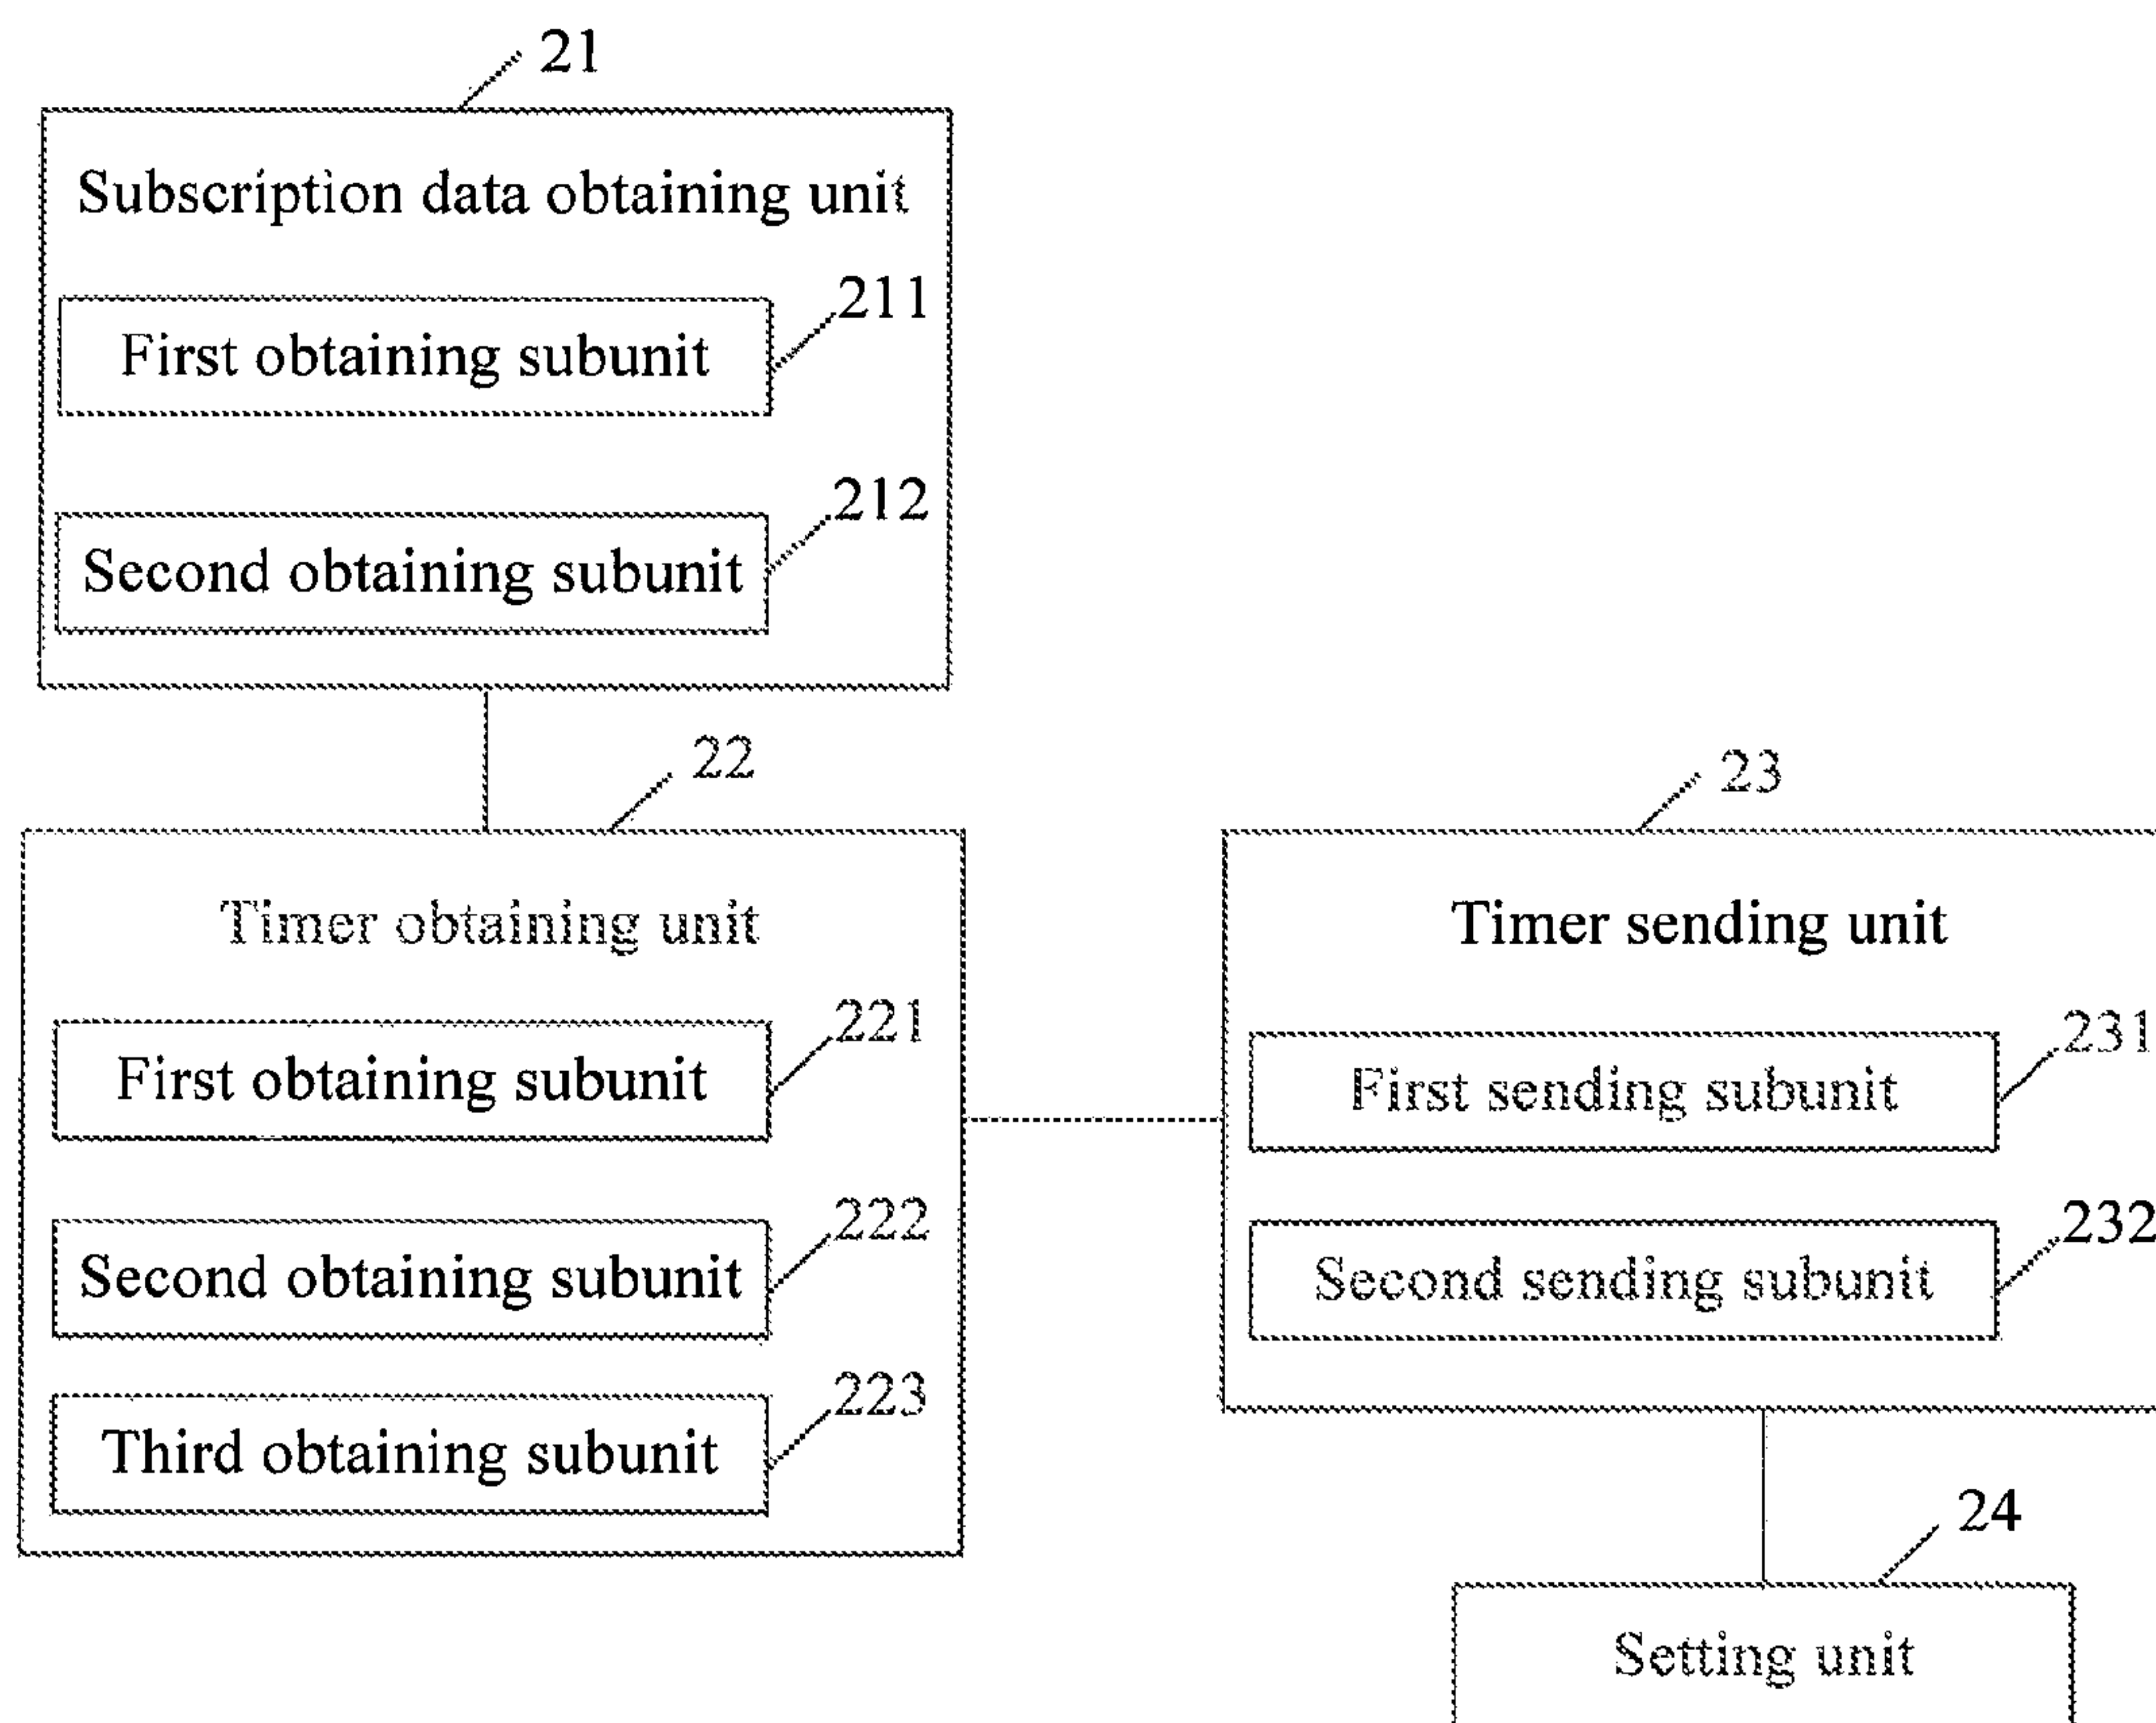 21
Subscription data obtaining unit
211
First obtaining subunit
212
Second obtaining subunit
22
Timer obtaining unit
221
First obtaining subunit
222
Second obtaining subunit
223
Third obtaining subunit
23
Timer sending unit
231
First sending subunit
232
Second sending subunit
24
Setting unit